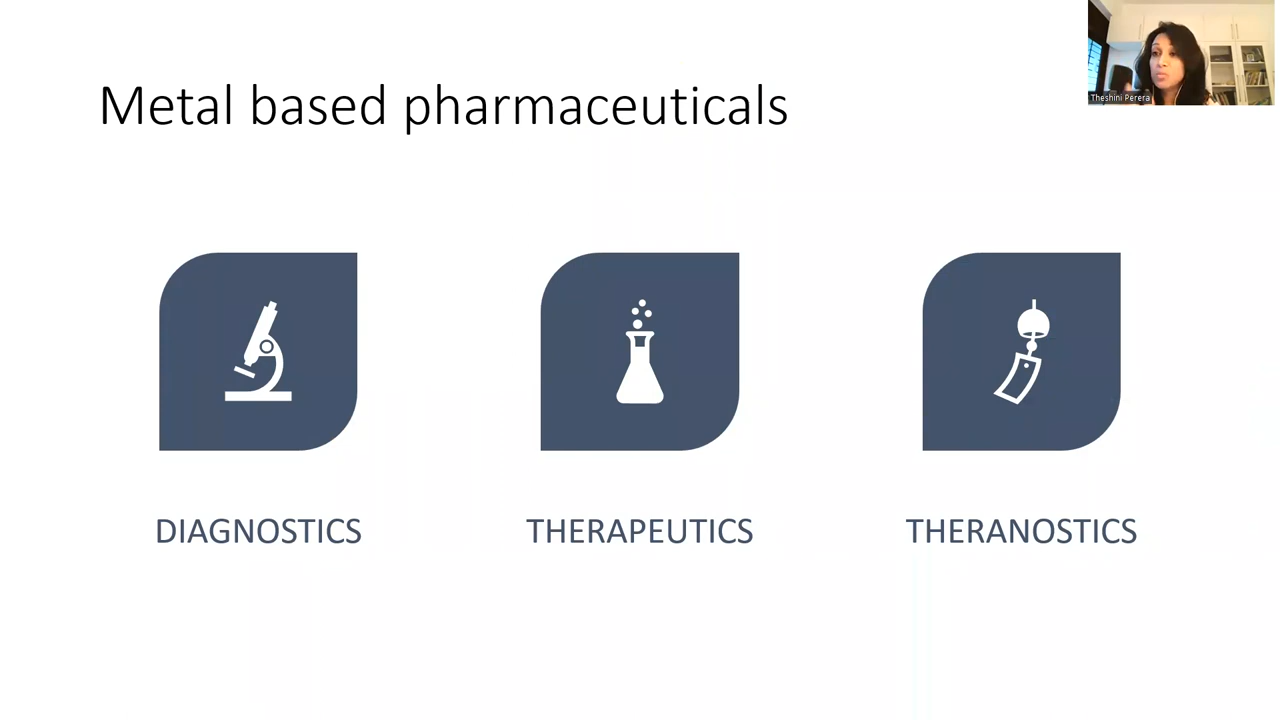 Metal based pharmaceuticals
Theshini Perera
DIAGNOSTICS
THERAPEUTICS
THERANOSTICS